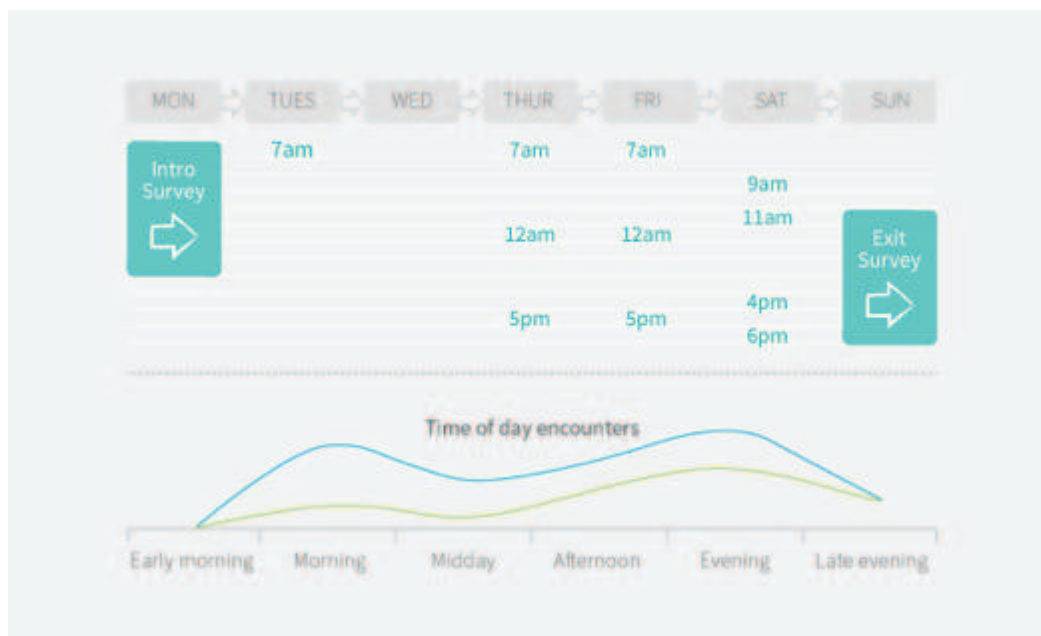 MON TUES WED THUR FRI SAT SUN
7am 7am 7am
Intro
Survey
9am
11am
12am 12am
Exit
Survey
4pm
5pm 5pm
6pm
Time of day encounters
Early morning Morning Midday Afternoon Evening Late evening